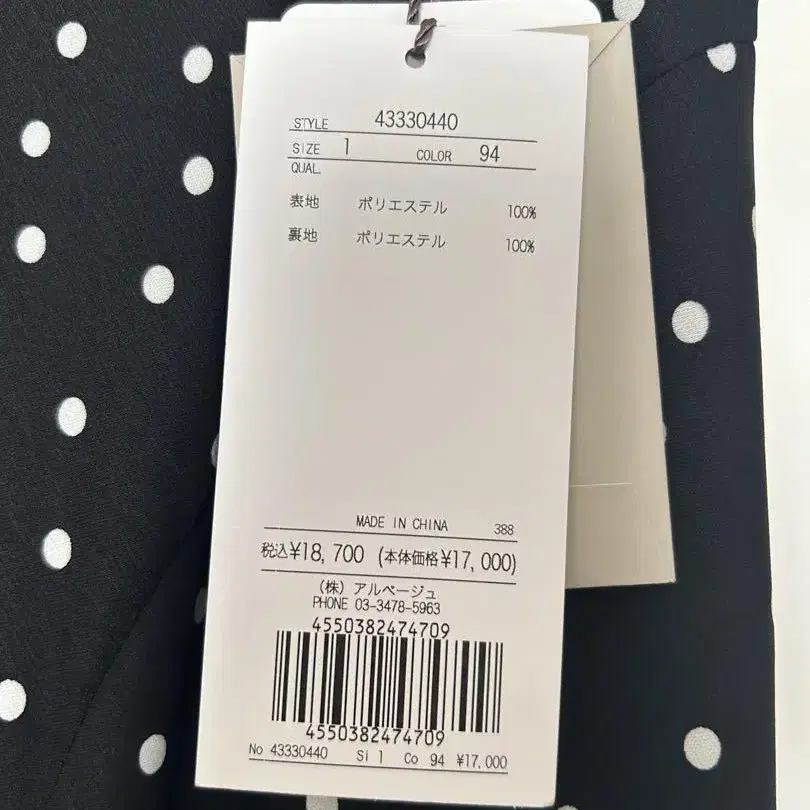 STYLE 43330440
SIZE 1 COLOR 94
QUAL.
表地 ポリエステル 100%
裏地 ポリエステル 100%
MADE IN CHINA 388
税込¥18,700 (本体価格¥17,000)
(株) アルページュ
PHONE 03-3478-5963
4550382474709
4550382474709
No 43330440 Si 1 Co 94 ¥17,000